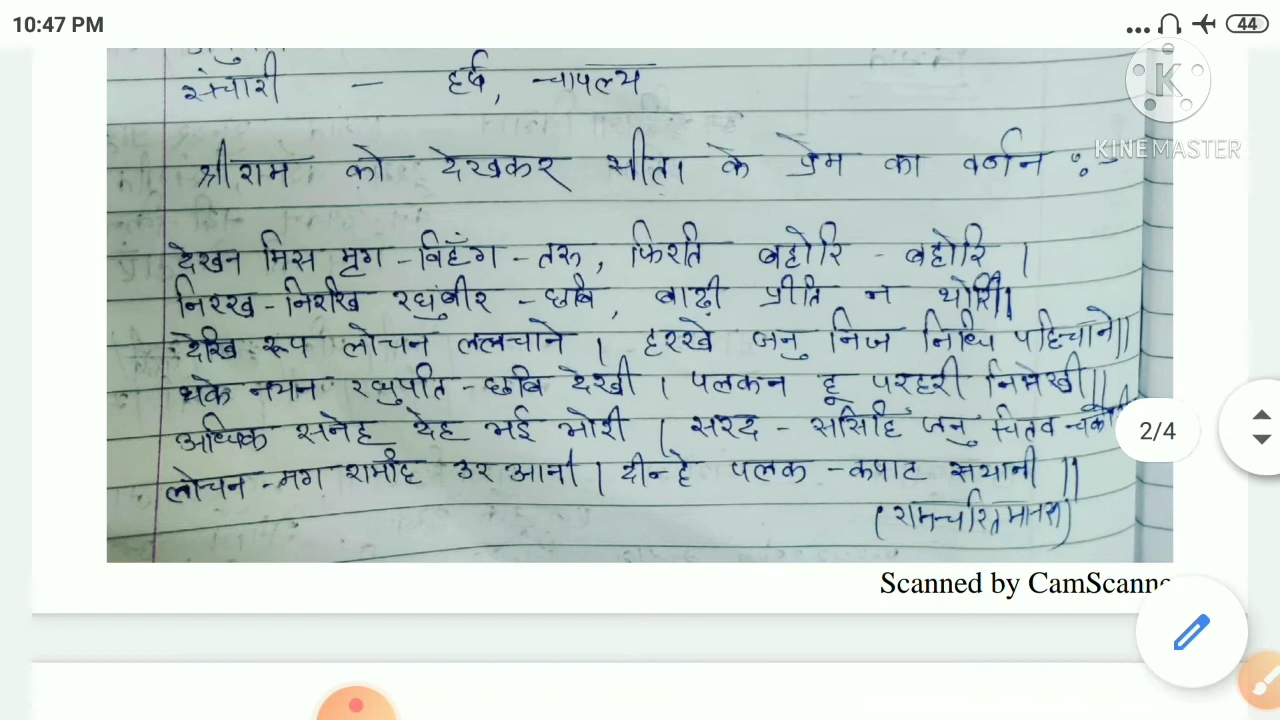 10:47 PM
44
संचारी – हर्ष, चापल्य
K
KINEMASTER
श्रीराम को देखकर सीता के प्रेम का वर्णन :-
देखन मिस मृग-विहँग-तरु, फिरति बहोरि-बहोरि।
निरख-निरखि रघुबीर-छबि, बाढ़ी प्रीति न थोरि।।
देखि रूप लोचन ललचाने। हरखे जनु निज निधि पहिचाने।।
थके नयन रघुपति-छबि देखी। पलकन हू परहरी निमेखी।।
अधिक सनेह देह भई भोरी। सरद-ससिहिं जनु चितव चकोरी
लोचन-मग रामहिं उर आनी। दीन्हे पलक-कपाट सयानी।।
(रामचरितमानस)
2/4
Scanned by CamScanne